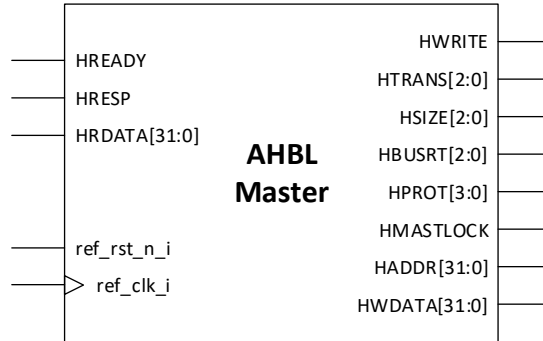 HREADY
HRESP
HRDATA[31:0]
ref_rst_n_i
ref_clk_i
AHBL
Master
HWRITE
HTRANS[2:0]
HSIZE[2:0]
HBUSRT[2:0]
HPROT[3:0]
HMASTLOCK
HADDR[31:0]
HWDATA[31:0]